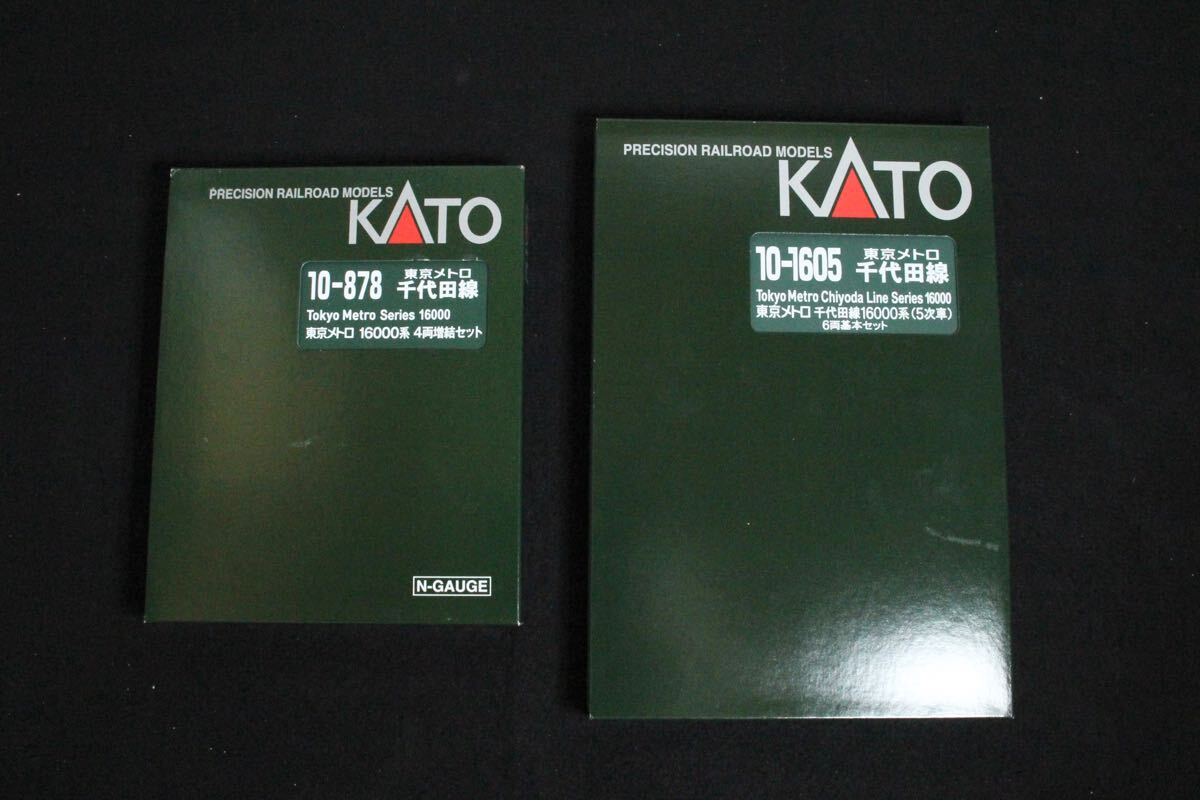 PRECISION RAILROAD MODELS
KATO
10-878
東京メトロ
千代田線
Tokyo Metro Series 16000
東京メトロ 16000系 4両増結セット
N-GAUGE
PRECISION RAILROAD MODELS
KATO
10-1605
東京メトロ
千代田線
Tokyo Metro Chiyoda Line Series 16000
東京メトロ 千代田線16000系(5次車)
6両基本セット